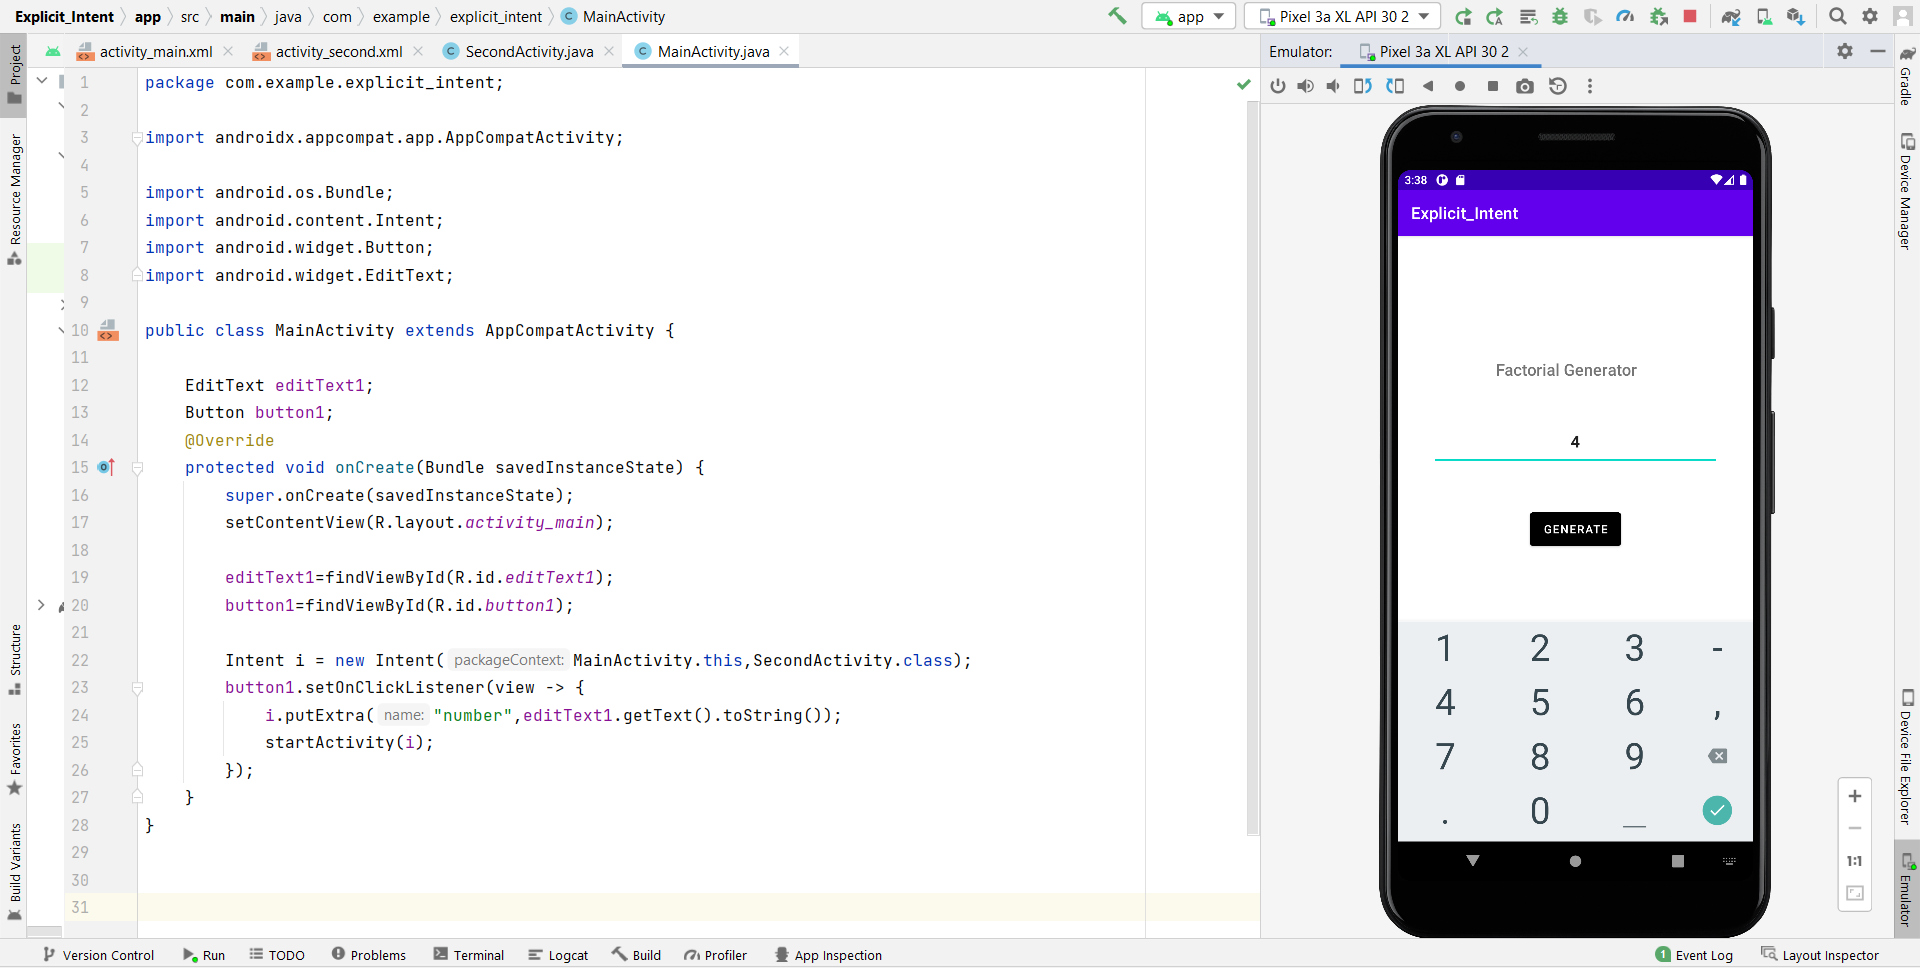 Explicit_Intent app src main java com example explicit_intent MainActivity app Pixel 3a XL API 30 2
activity_main.xml activity_second.xml SecondActivity.java MainActivity.java Emulator: Pixel 3a XL API 30 2
1 package com.example.explicit_intent;
2
3 import androidx.appcompat.app.AppCompatActivity;
4
5 import android.os.Bundle;
6 import android.content.Intent;
7 import android.widget.Button;
8 import android.widget.EditText;
9
10 public class MainActivity extends AppCompatActivity {
11
12 EditText editText1;
13 Button button1;
14 @Override
15 protected void onCreate(Bundle savedInstanceState) {
16 super.onCreate(savedInstanceState);
17 setContentView(R.layout.activity_main);
18
19 editText1=findViewById(R.id.editText1);
20 button1=findViewById(R.id.button1);
21
22 Intent i = new Intent( packageContext: MainActivity.this,SecondActivity.class);
23 button1.setOnClickListener(view -> {
24 i.putExtra( name: "number",editText1.getText().toString());
25 startActivity(i);
26 });
27 }
28 }
29
30
31
Project
Resource Manager
Structure
Favorites
Build Variants
3:38
Explicit_Intent
Factorial Generator
4
GENERATE
1 2 3 -
4 5 6 ,
7 8 9
. 0 _
1:1
Gradle
Device Manager
Device File Explorer
Emulator
Version Control Run TODO Problems Terminal Logcat Build Profiler App Inspection 1 Event Log Layout Inspector